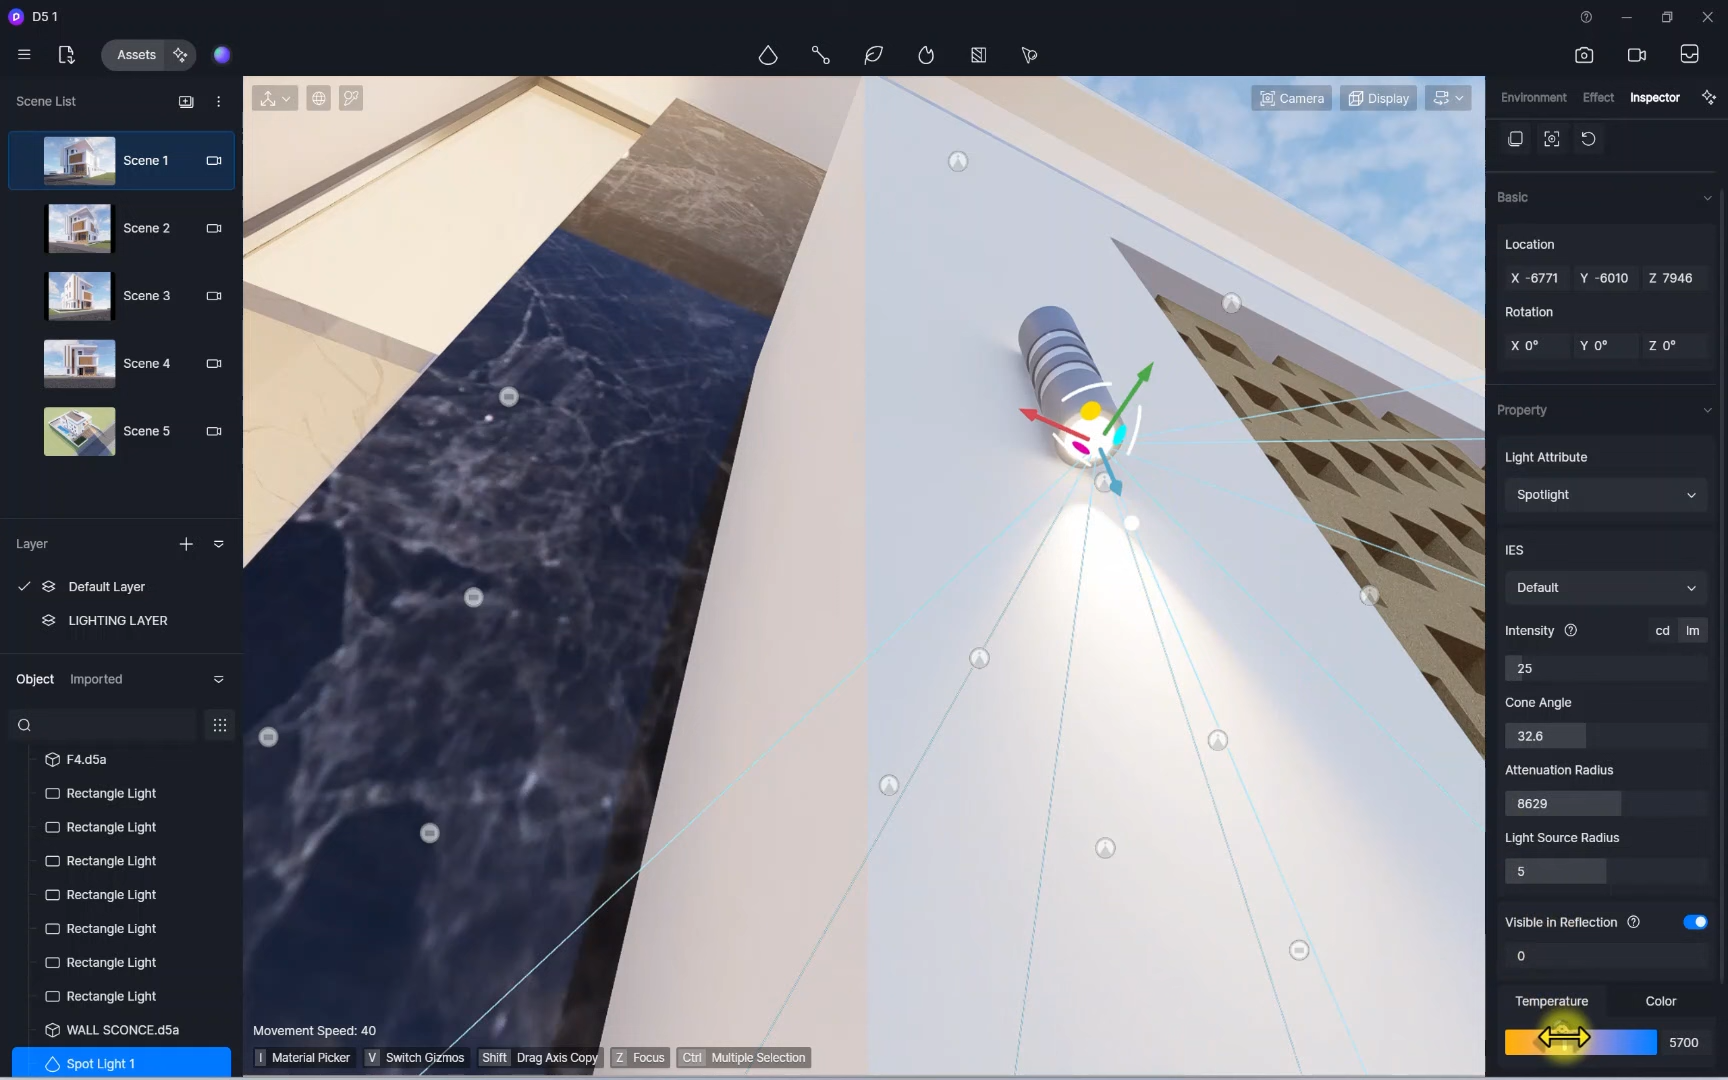 D5 1
Assets
Scene List
Scene 1
Scene 2
Scene 3
Scene 4
Scene 5
Layer
Default Layer
LIGHTING LAYER
Object Imported
F4.d5a
Rectangle Light
Rectangle Light
Rectangle Light
Rectangle Light
Rectangle Light
Rectangle Light
Rectangle Light
WALL SCONCE.d5a
Spot Light 1
Camera Display
Movement Speed: 40
I Material Picker V Switch Gizmos Shift Drag Axis Copy Z Focus Ctrl Multiple Selection
Environment Effect Inspector
Basic
Location
X -6771 Y -6010 Z 7946
Rotation
X 0° Y 0° Z 0°
Property
Light Attribute
Spotlight
IES
Default
Intensity cd lm
25
Cone Angle
32.6
Attenuation Radius
8629
Light Source Radius
5
Visible in Reflection
0
Temperature Color
5700